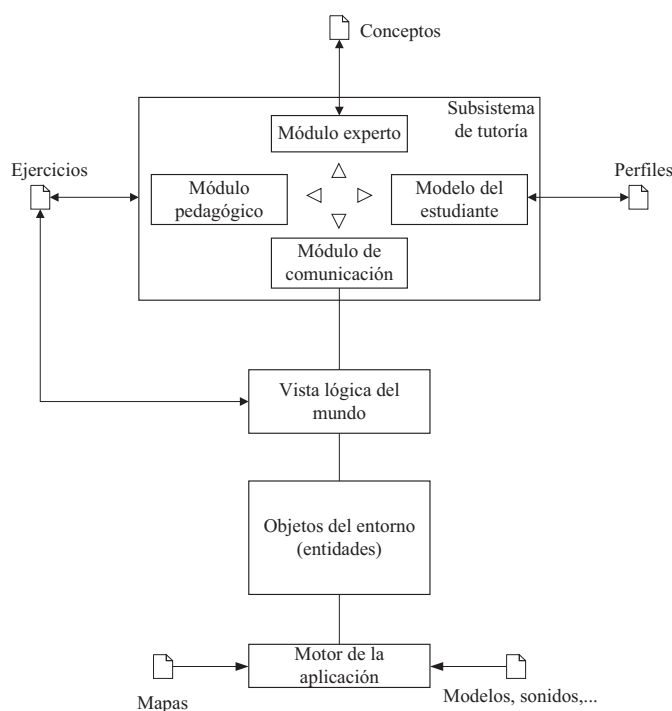 Conceptos
Subsistema
de tutoría
Módulo experto
Ejercicios
Módulo
pedagógico
Modelo del
estudiante
Perfiles
Módulo de
comunicación
Vista lógica del
mundo
Objetos del entorno
(entidades)
Motor de la
aplicación
Mapas
Modelos, sonidos,...